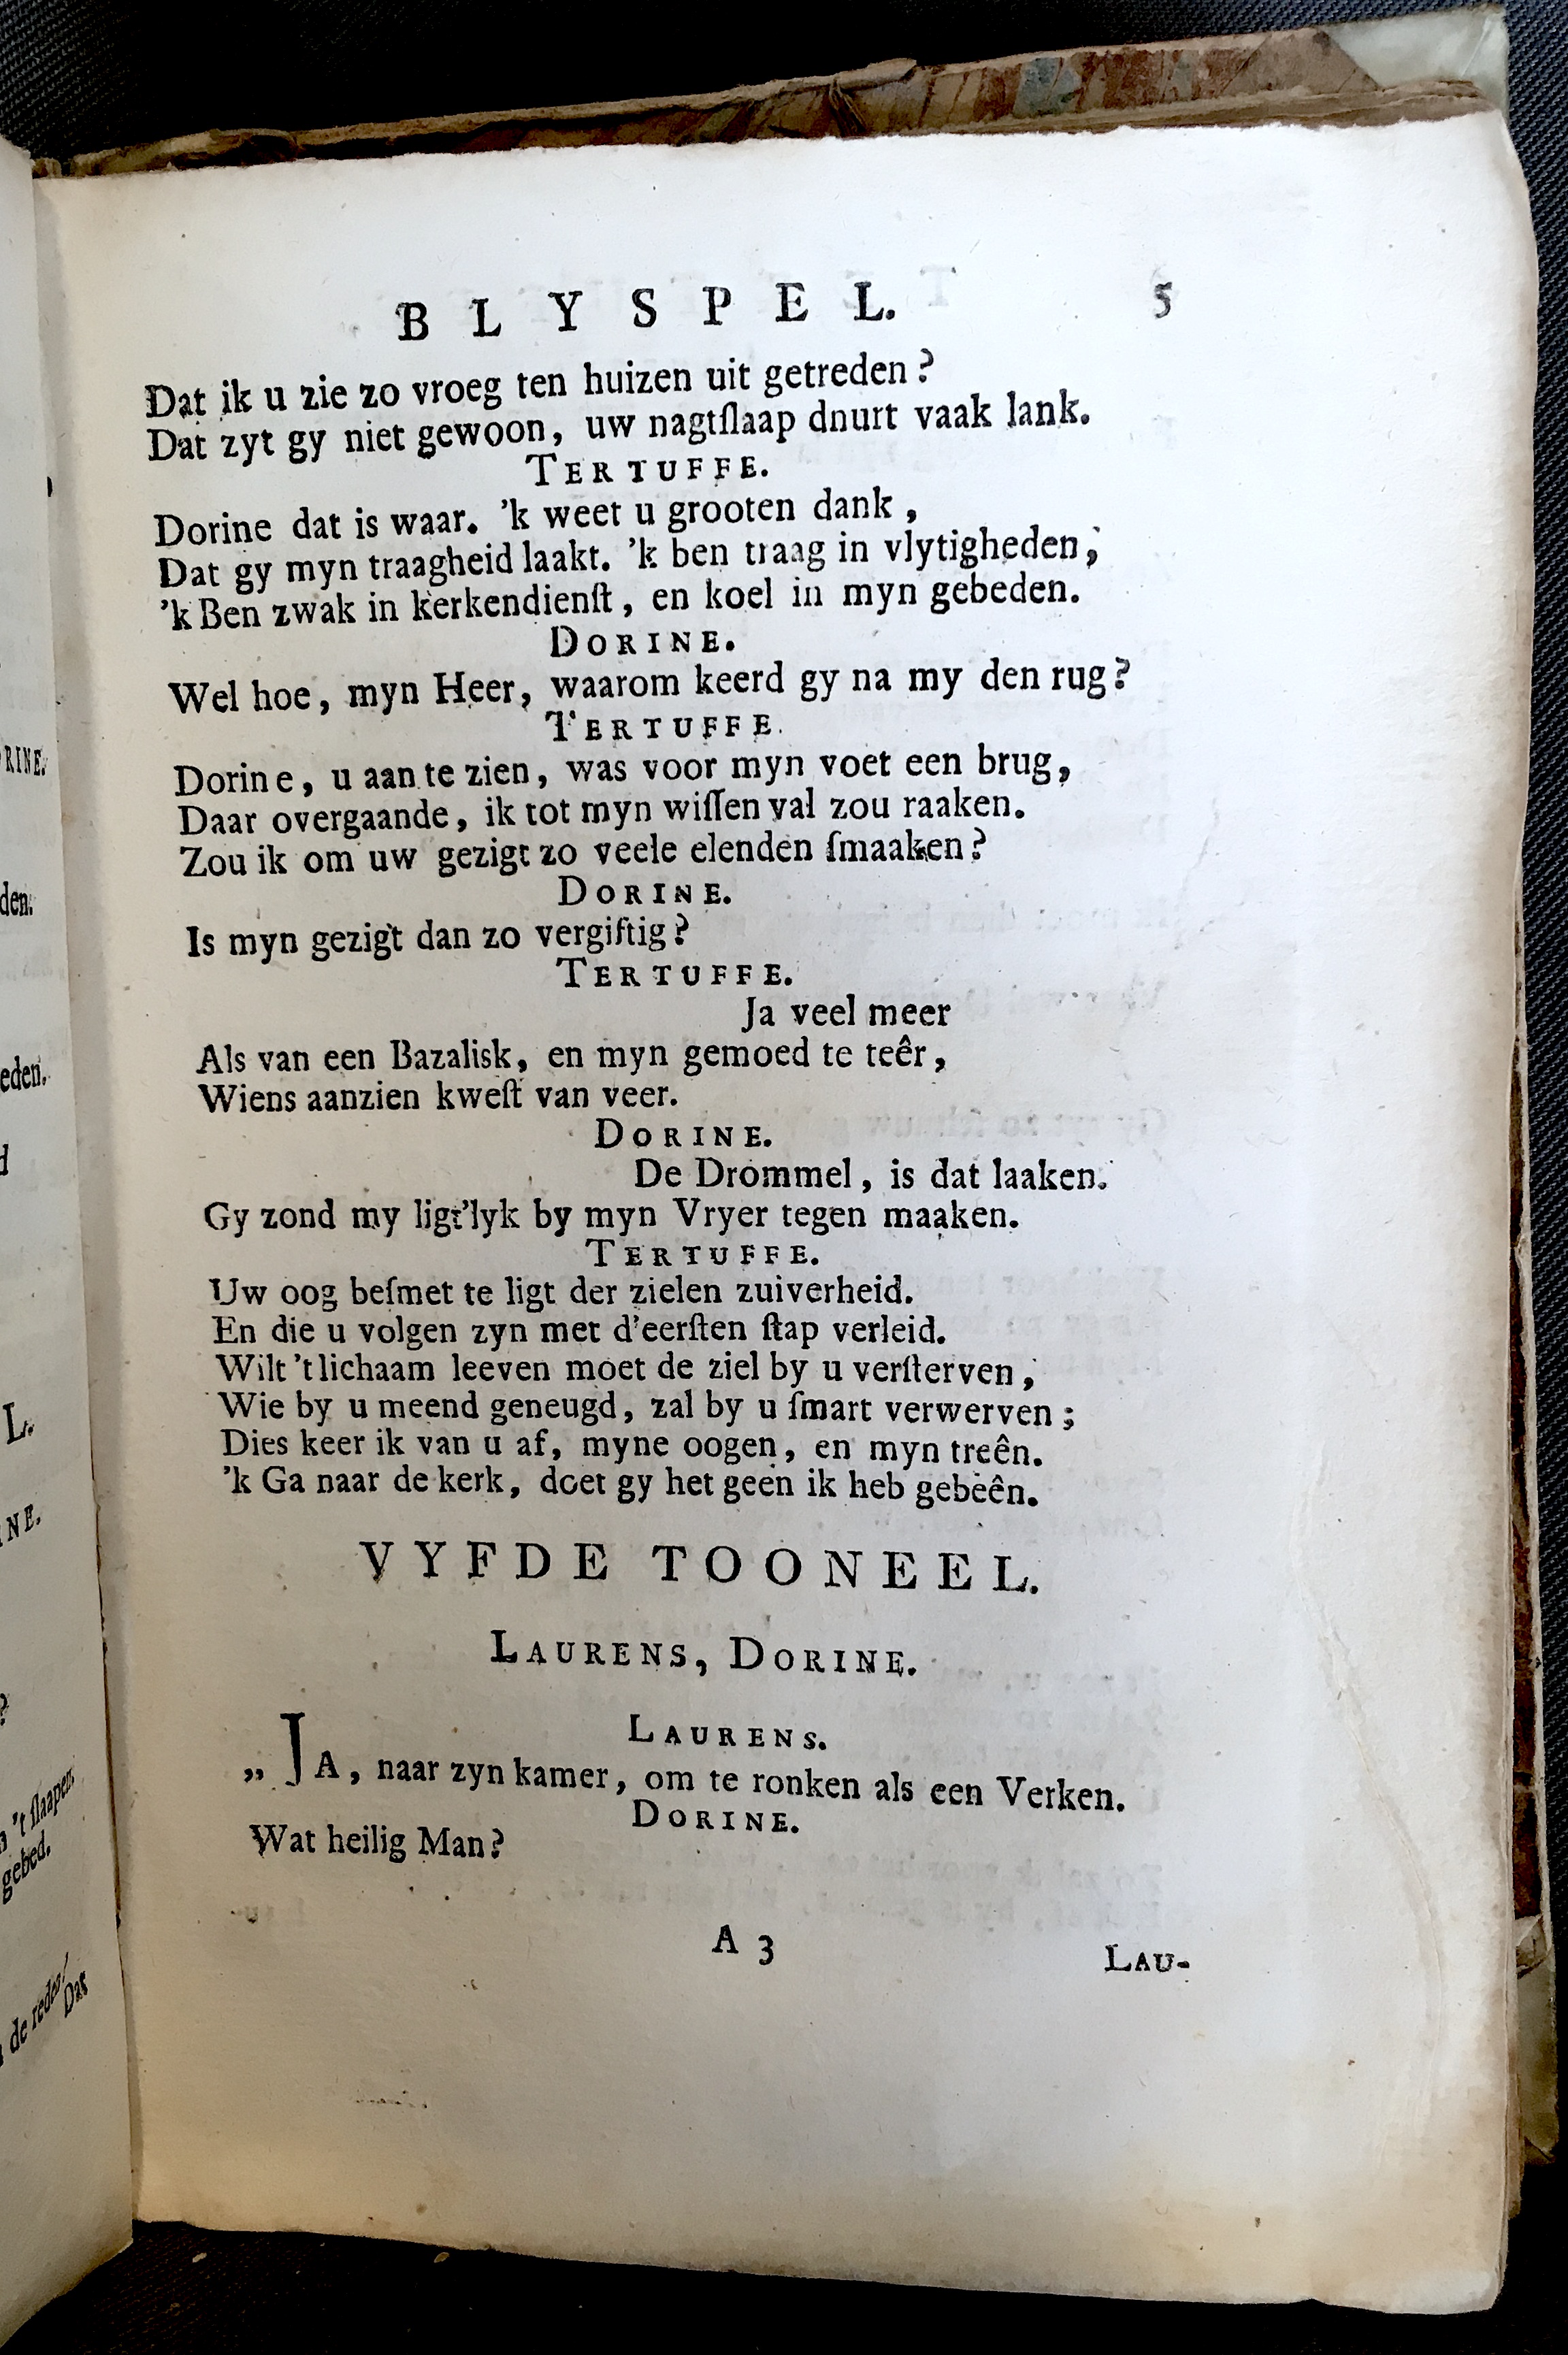 BLYSPEL. 5
Dat ik u zie zo vroeg ten huizen uit getreden?
Dat zyt gy niet gewoon, uw nagtſlaap dnurt vaak lank.
TERTUFFE.
Dorine dat is waar. 'k weet u grooten dank,
Dat gy myn traagheid laakt. 'k ben traag in vlytigheden,
'k Ben zwak in kerkendienſt, en koel in myn gebeden.
DORINE.
Wel hoe, myn Heer, waarom keerd gy na my den rug?
TERTUFFE.
Dorine, u aan te zien, was voor myn voet een brug,
Daar overgaande, ik tot myn wiſſen val zou raaken.
Zou ik om uw gezigt zo veele elenden ſmaaken?
DORINE.
Is myn gezigt dan zo vergiftig?
TERTUFFE.
Ja veel meer
Als van een Bazalisk, en myn gemoed te teêr,
Wiens aanzien kweſt van veer.
DORINE.
De Drommel, is dat laaken.
Gy zond my ligt'lyk by myn Vryer tegen maaken.
TERTUFFE.
Uw oog beſmet te ligt der zielen zuiverheid.
En die u volgen zyn met d'eerſten ſtap verleid.
Wilt 't lichaam leeven moet de ziel by u verſterven,
Wie by u meend geneugd, zal by u ſmart verwerven;
Dies keer ik van u af, myne oogen, en myn treên.
'k Ga naar de kerk, doet gy het geen ik heb gebeên.
VYFDE TOONEEL.
LAURENS, DORINE.
LAURENS.
„ JA, naar zyn kamer, om te ronken als een Verken.
DORINE.
Wat heilig Man?
A 3 LAU-
RINE.
den.
eden.
L.
NE.
?
't ſlaapen
gebed.
de reden!
Dat